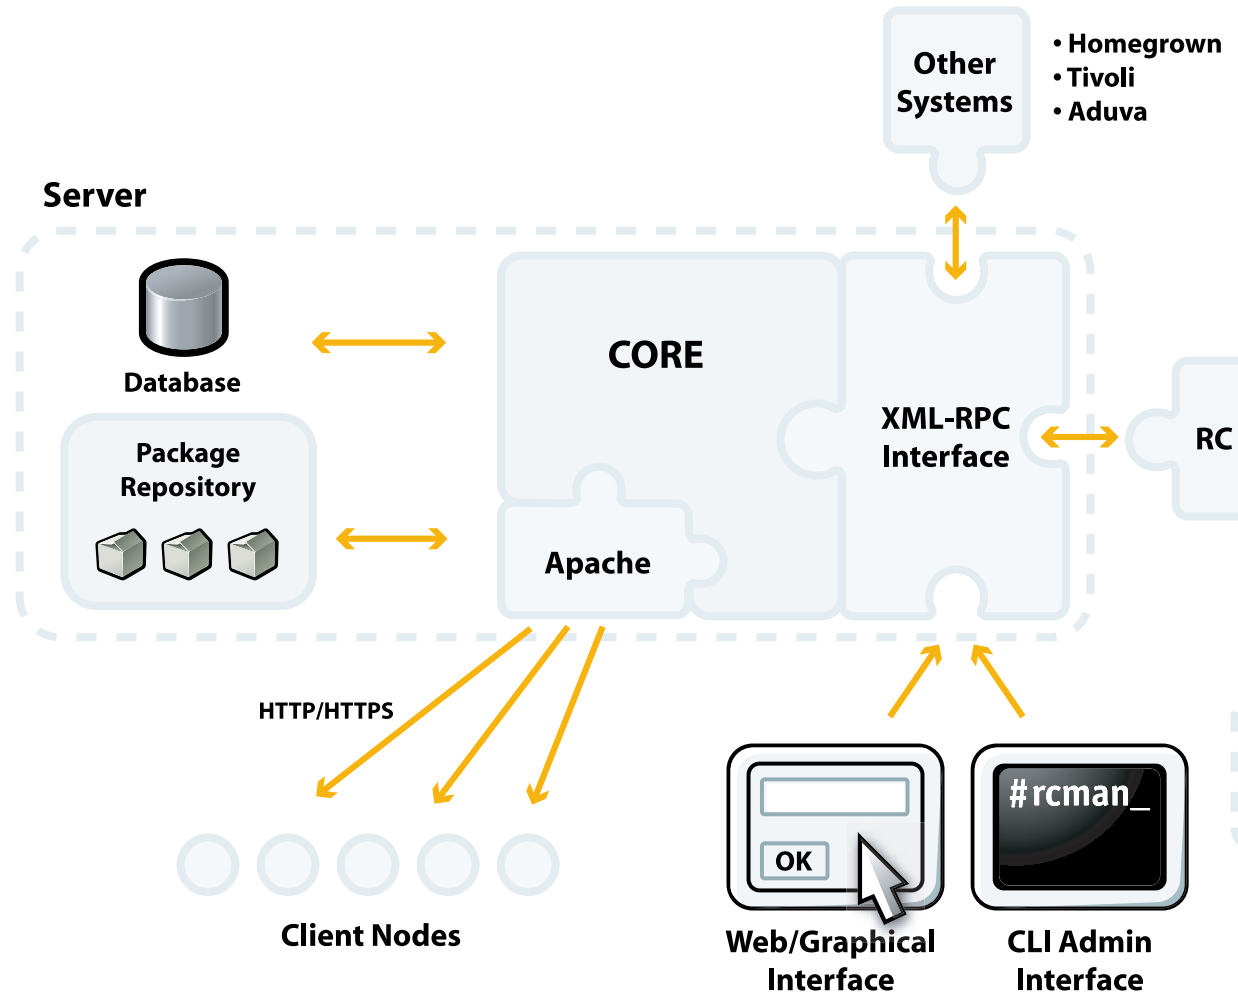 Other
Systems
• Homegrown
• Tivoli
• Aduva
Server
Database
CORE
XML-RPC
Interface
RC
Package
Repository
Apache
HTTP/HTTPS
Client Nodes
OK
#rcman_
Web/Graphical
Interface
CLI Admin
Interface